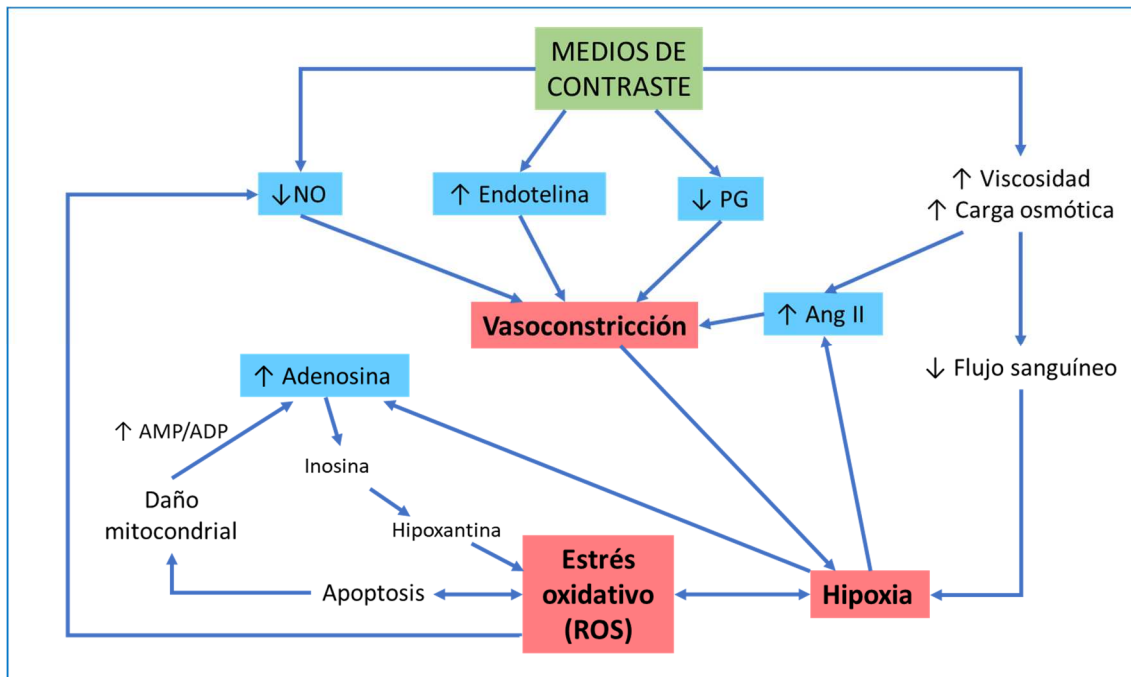 MEDIOS DE
CONTRASTE
↓NO
↑ Endotelina
↓ PG
↑ Viscosidad
↑ Carga osmótica
Vasoconstricción
↑ Ang II
↓ Flujo sanguíneo
↑ Adenosina
↑ AMP/ADP
Inosina
Daño
mitocondrial
Hipoxantina
Apoptosis
Estrés
oxidativo
(ROS)
Hipoxia